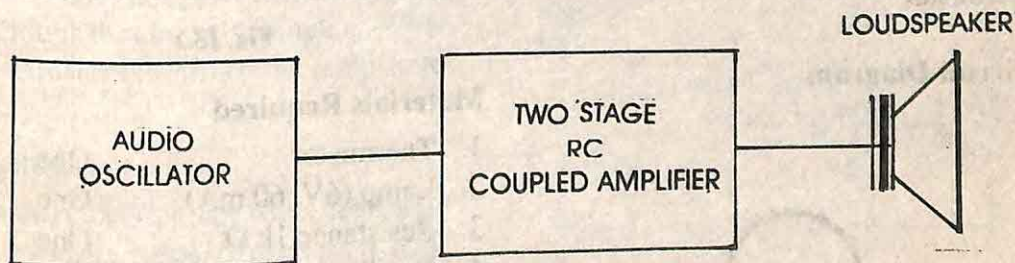 LOUDSPEAKER
AUDIO
OSCILLATOR
TWO STAGE
RC
COUPLED AMPLIFIER